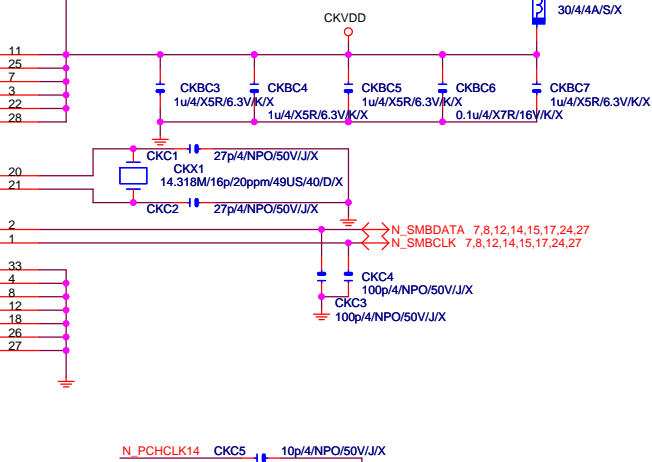 30/4/4A/S/X
CKVDD
11
25
7
3
22
28
CKBC3
1u/4/X5R/6.3V/K/X
CKBC4
1u/4/X5R/6.3V/K/X
CKBC5
1u/4/X5R/6.3V/K/X
CKBC6
0.1u/4/X7R/16V/K/X
CKBC7
1u/4/X5R/6.3V/K/X
CKC1
27p/4/NPO/50V/J/X
20
21
CKX1
14.318M/16p/20ppm/49US/40/D/X
CKC2
27p/4/NPO/50V/J/X
2
N_SMBDATA 7,8,12,14,15,17,24,27
1
N_SMBCLK 7,8,12,14,15,17,24,27
33
4
8
12
18
26
27
CKC4
100p/4/NPO/50V/J/X
CKC3
100p/4/NPO/50V/J/X
N_PCHCLK14 CKC5 10p/4/NPO/50V/J/X